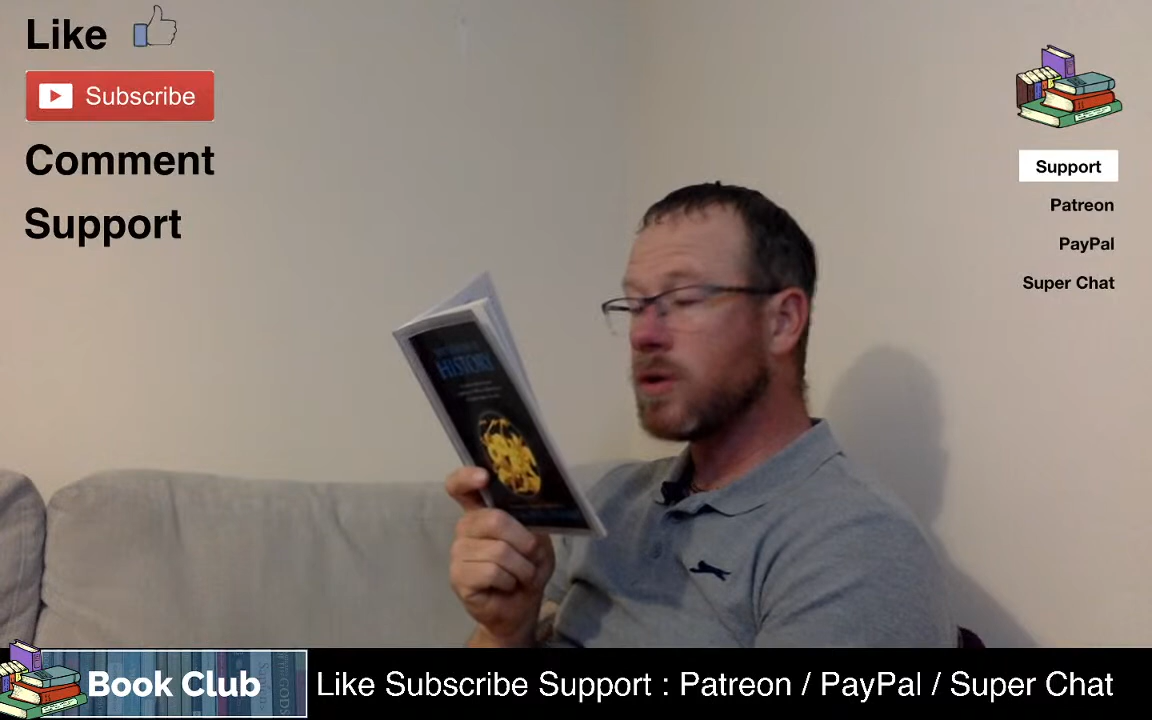 Like
Subscribe
Comment
Support
Support
Patreon
PayPal
Super Chat
HISTORY
Book Club
Like Subscribe Support : Patreon / PayPal / Super Chat